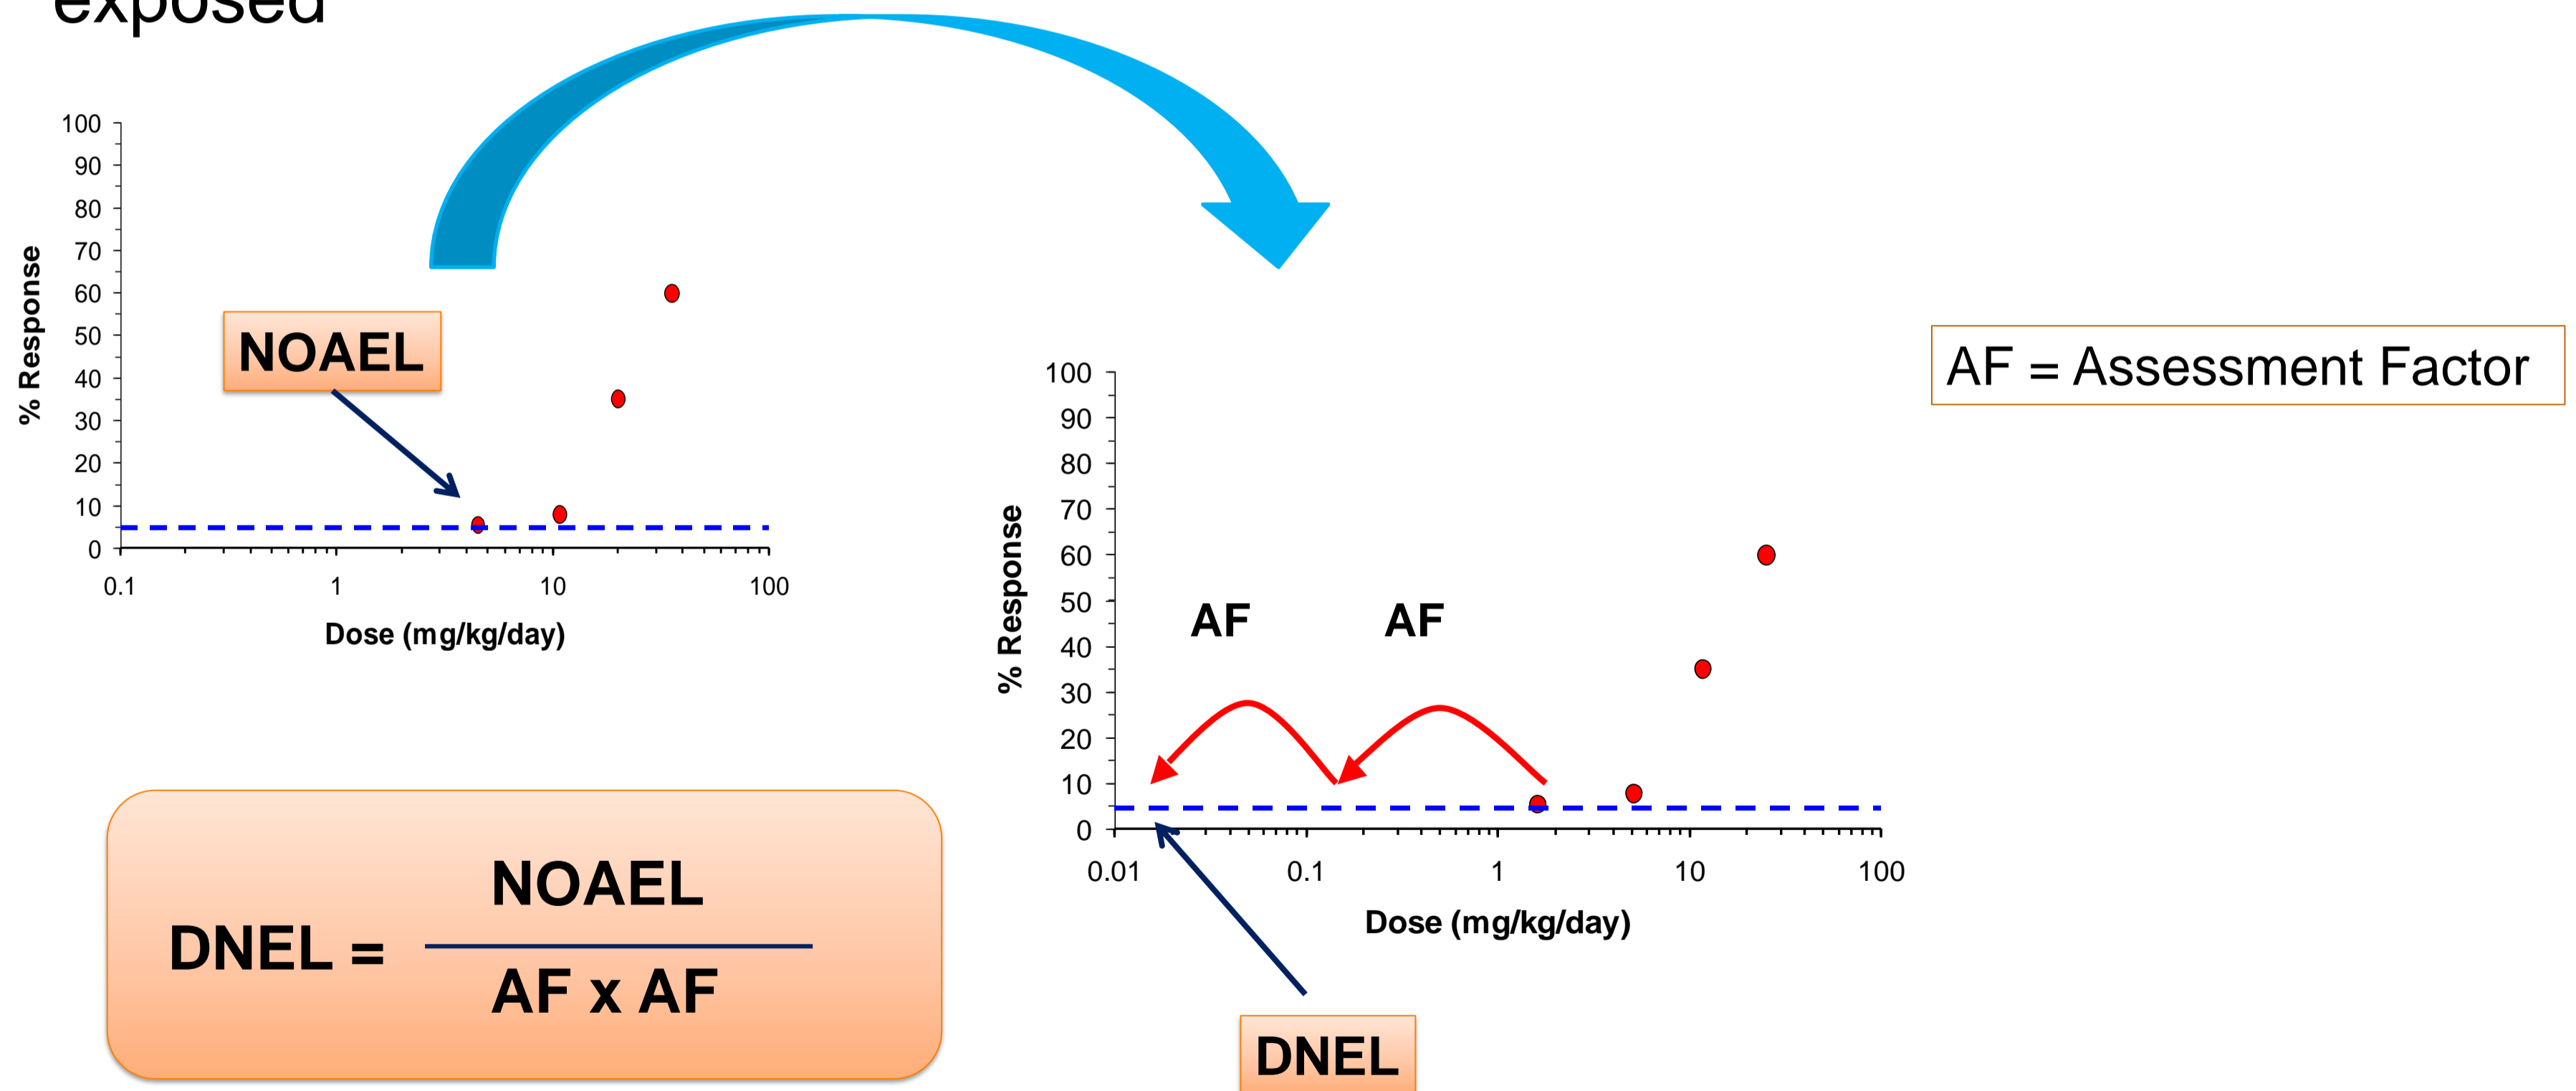 exposed
100
90
80
70
60
50
40
30
20
10
0
% Response
NOAEL
0.1 1 10 100
Dose (mg/kg/day)
AF = Assessment Factor
100
90
80
70
60
50
40
30
20
10
0
% Response
AF AF
0.01 0.1 1 10 100
Dose (mg/kg/day)
DNEL
NOAEL
DNEL =
AF x AF